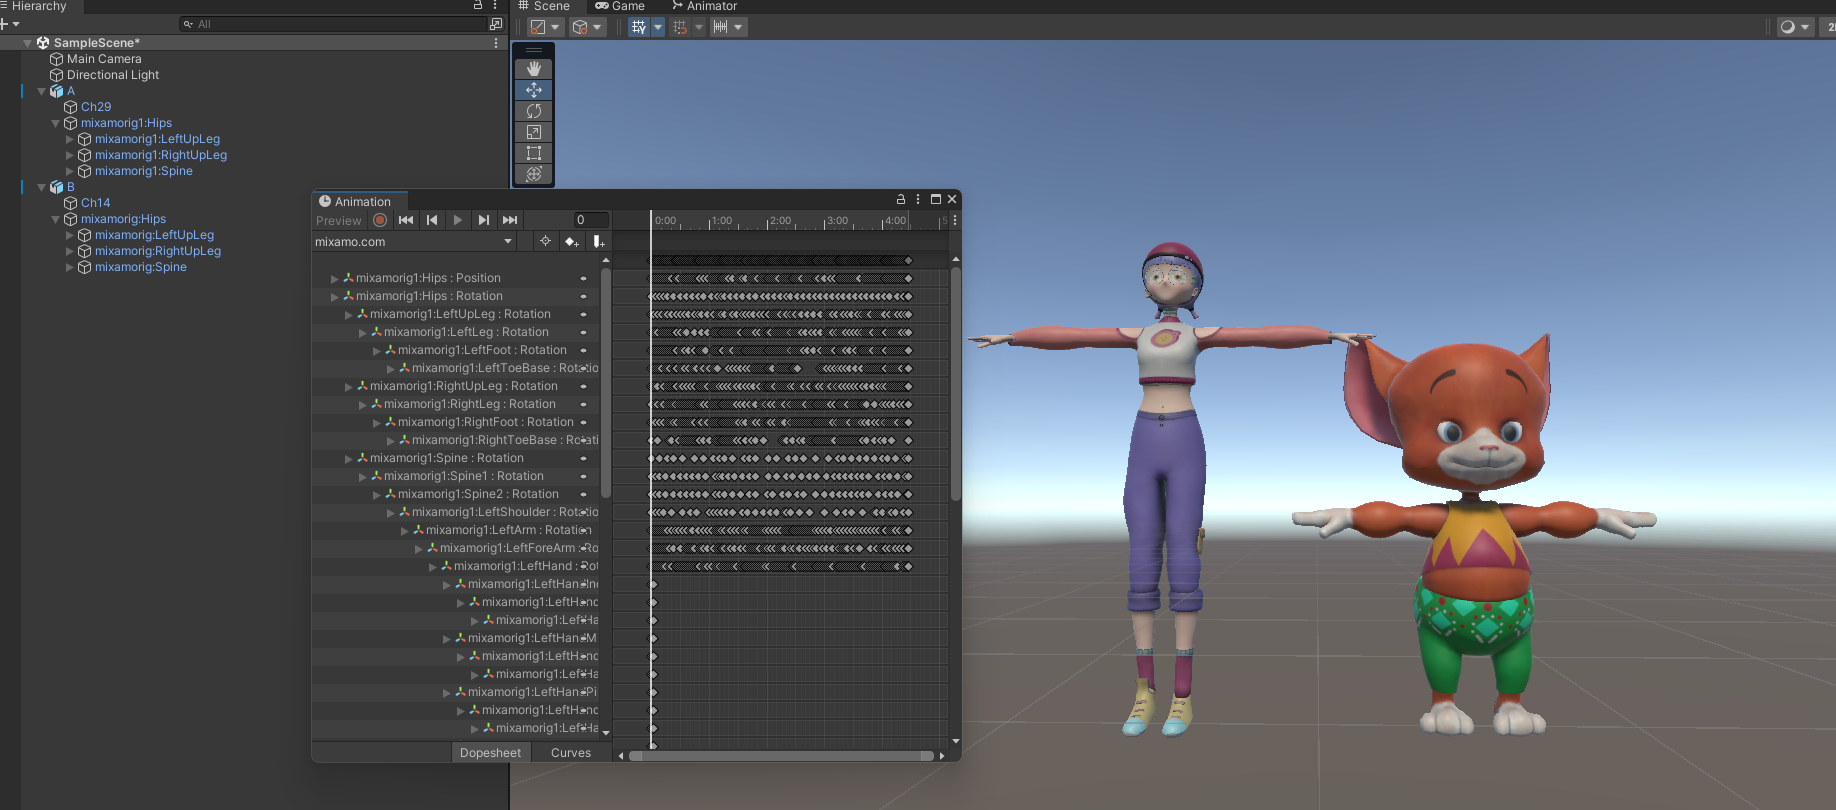 Hierarchy
All
SampleScene*
Main Camera
Directional Light
A
Ch29
mixamorig1:Hips
mixamorig1:LeftUpLeg
mixamorig1:RightUpLeg
mixamorig1:Spine
B
Ch14
mixamorig:Hips
mixamorig:LeftUpLeg
mixamorig:RightUpLeg
mixamorig:Spine
Scene
Game
Animator
Animation
Preview
0
0:00
1:00
2:00
3:00
4:00
5
mixamo.com
mixamorig1:Hips : Position
mixamorig1:Hips : Rotation
mixamorig1:LeftUpLeg : Rotation
mixamorig1:LeftLeg : Rotation
mixamorig1:LeftFoot : Rotation
mixamorig1:LeftToeBase : Rotatio
mixamorig1:RightUpLeg : Rotation
mixamorig1:RightLeg : Rotation
mixamorig1:RightFoot : Rotation
mixamorig1:RightToeBase : Rotati
mixamorig1:Spine : Rotation
mixamorig1:Spine1 : Rotation
mixamorig1:Spine2 : Rotation
mixamorig1:LeftShoulder : Rotatio
mixamorig1:LeftArm : Rotation
mixamorig1:LeftForeArm : Ro
mixamorig1:LeftHand : Rot
mixamorig1:LeftHandIn
mixamorig1:LeftHand
mixamorig1:LeftHa
mixamorig1:LeftHandMi
mixamorig1:LeftHand
mixamorig1:LeftHa
mixamorig1:LeftHandPi
mixamorig1:LeftHand
mixamorig1:LeftHa
Dopesheet
Curves